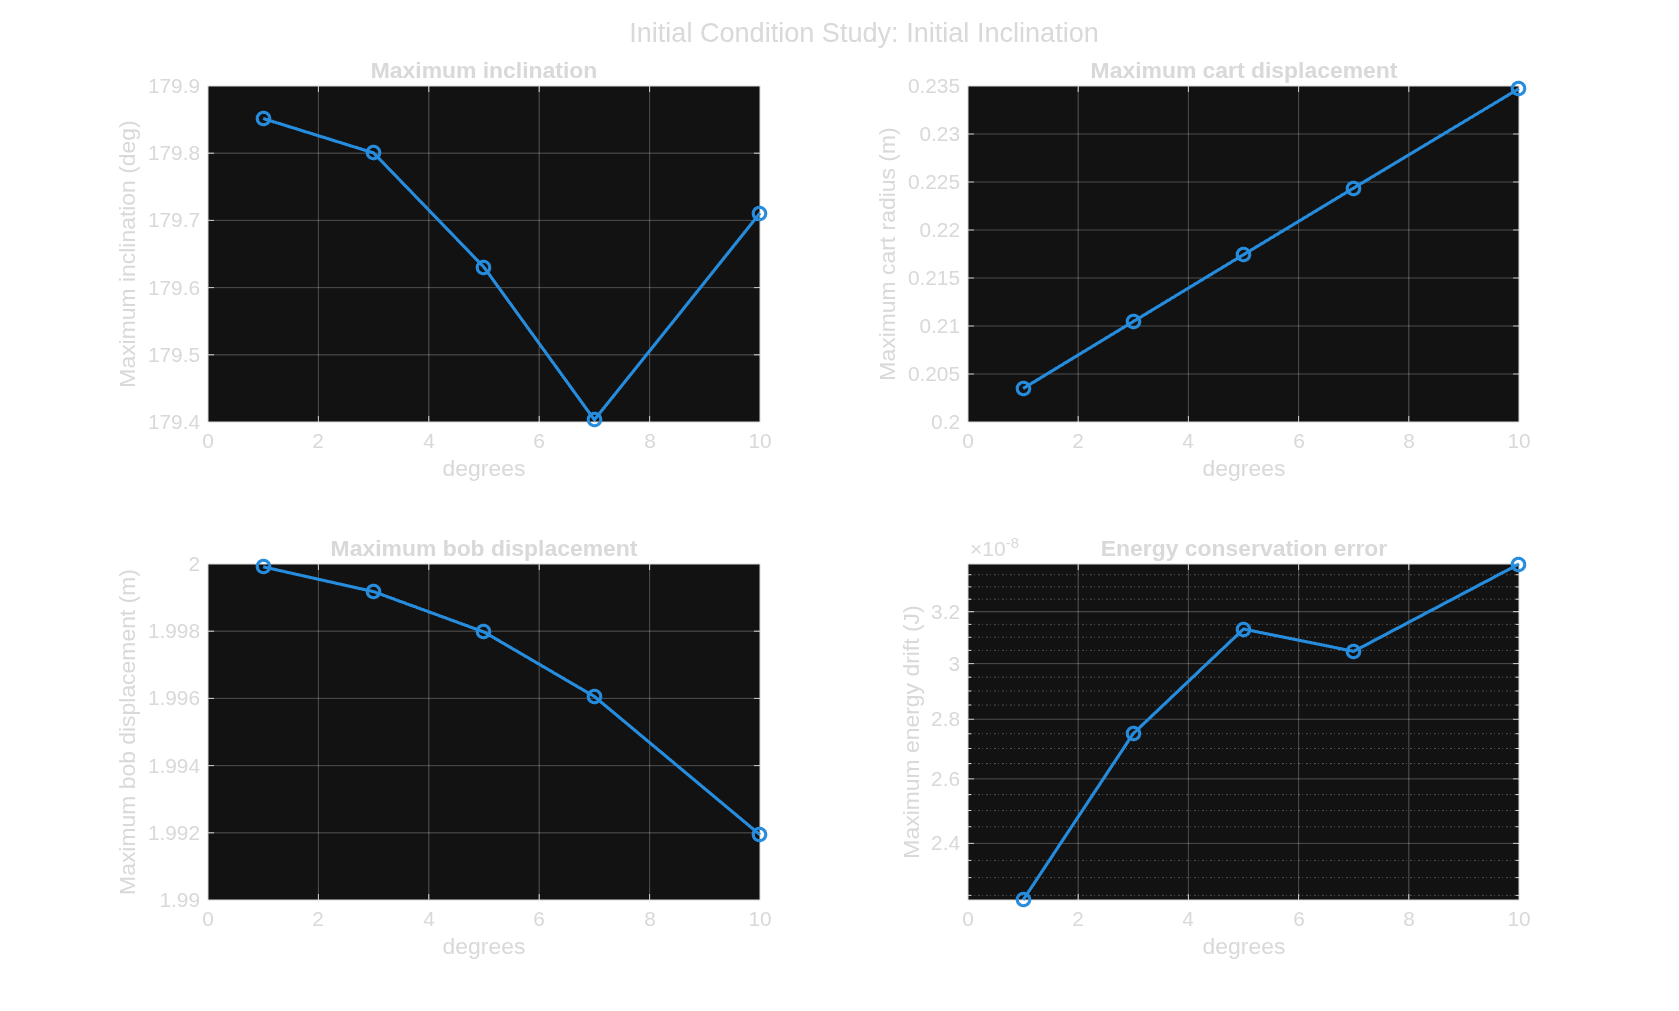 Initial Condition Study: Initial Inclination
Maximum inclination
Maximum inclination (deg)
179.9
179.8
179.7
179.6
179.5
179.4
0 2 4 6 8 10
degrees
Maximum cart displacement
Maximum cart radius (m)
0.235
0.23
0.225
0.22
0.215
0.21
0.205
0.2
0 2 4 6 8 10
degrees
Maximum bob displacement
Maximum bob displacement (m)
2
1.998
1.996
1.994
1.992
1.99
0 2 4 6 8 10
degrees
×10⁻⁸
Energy conservation error
Maximum energy drift (J)
3.2
3
2.8
2.6
2.4
0 2 4 6 8 10
degrees